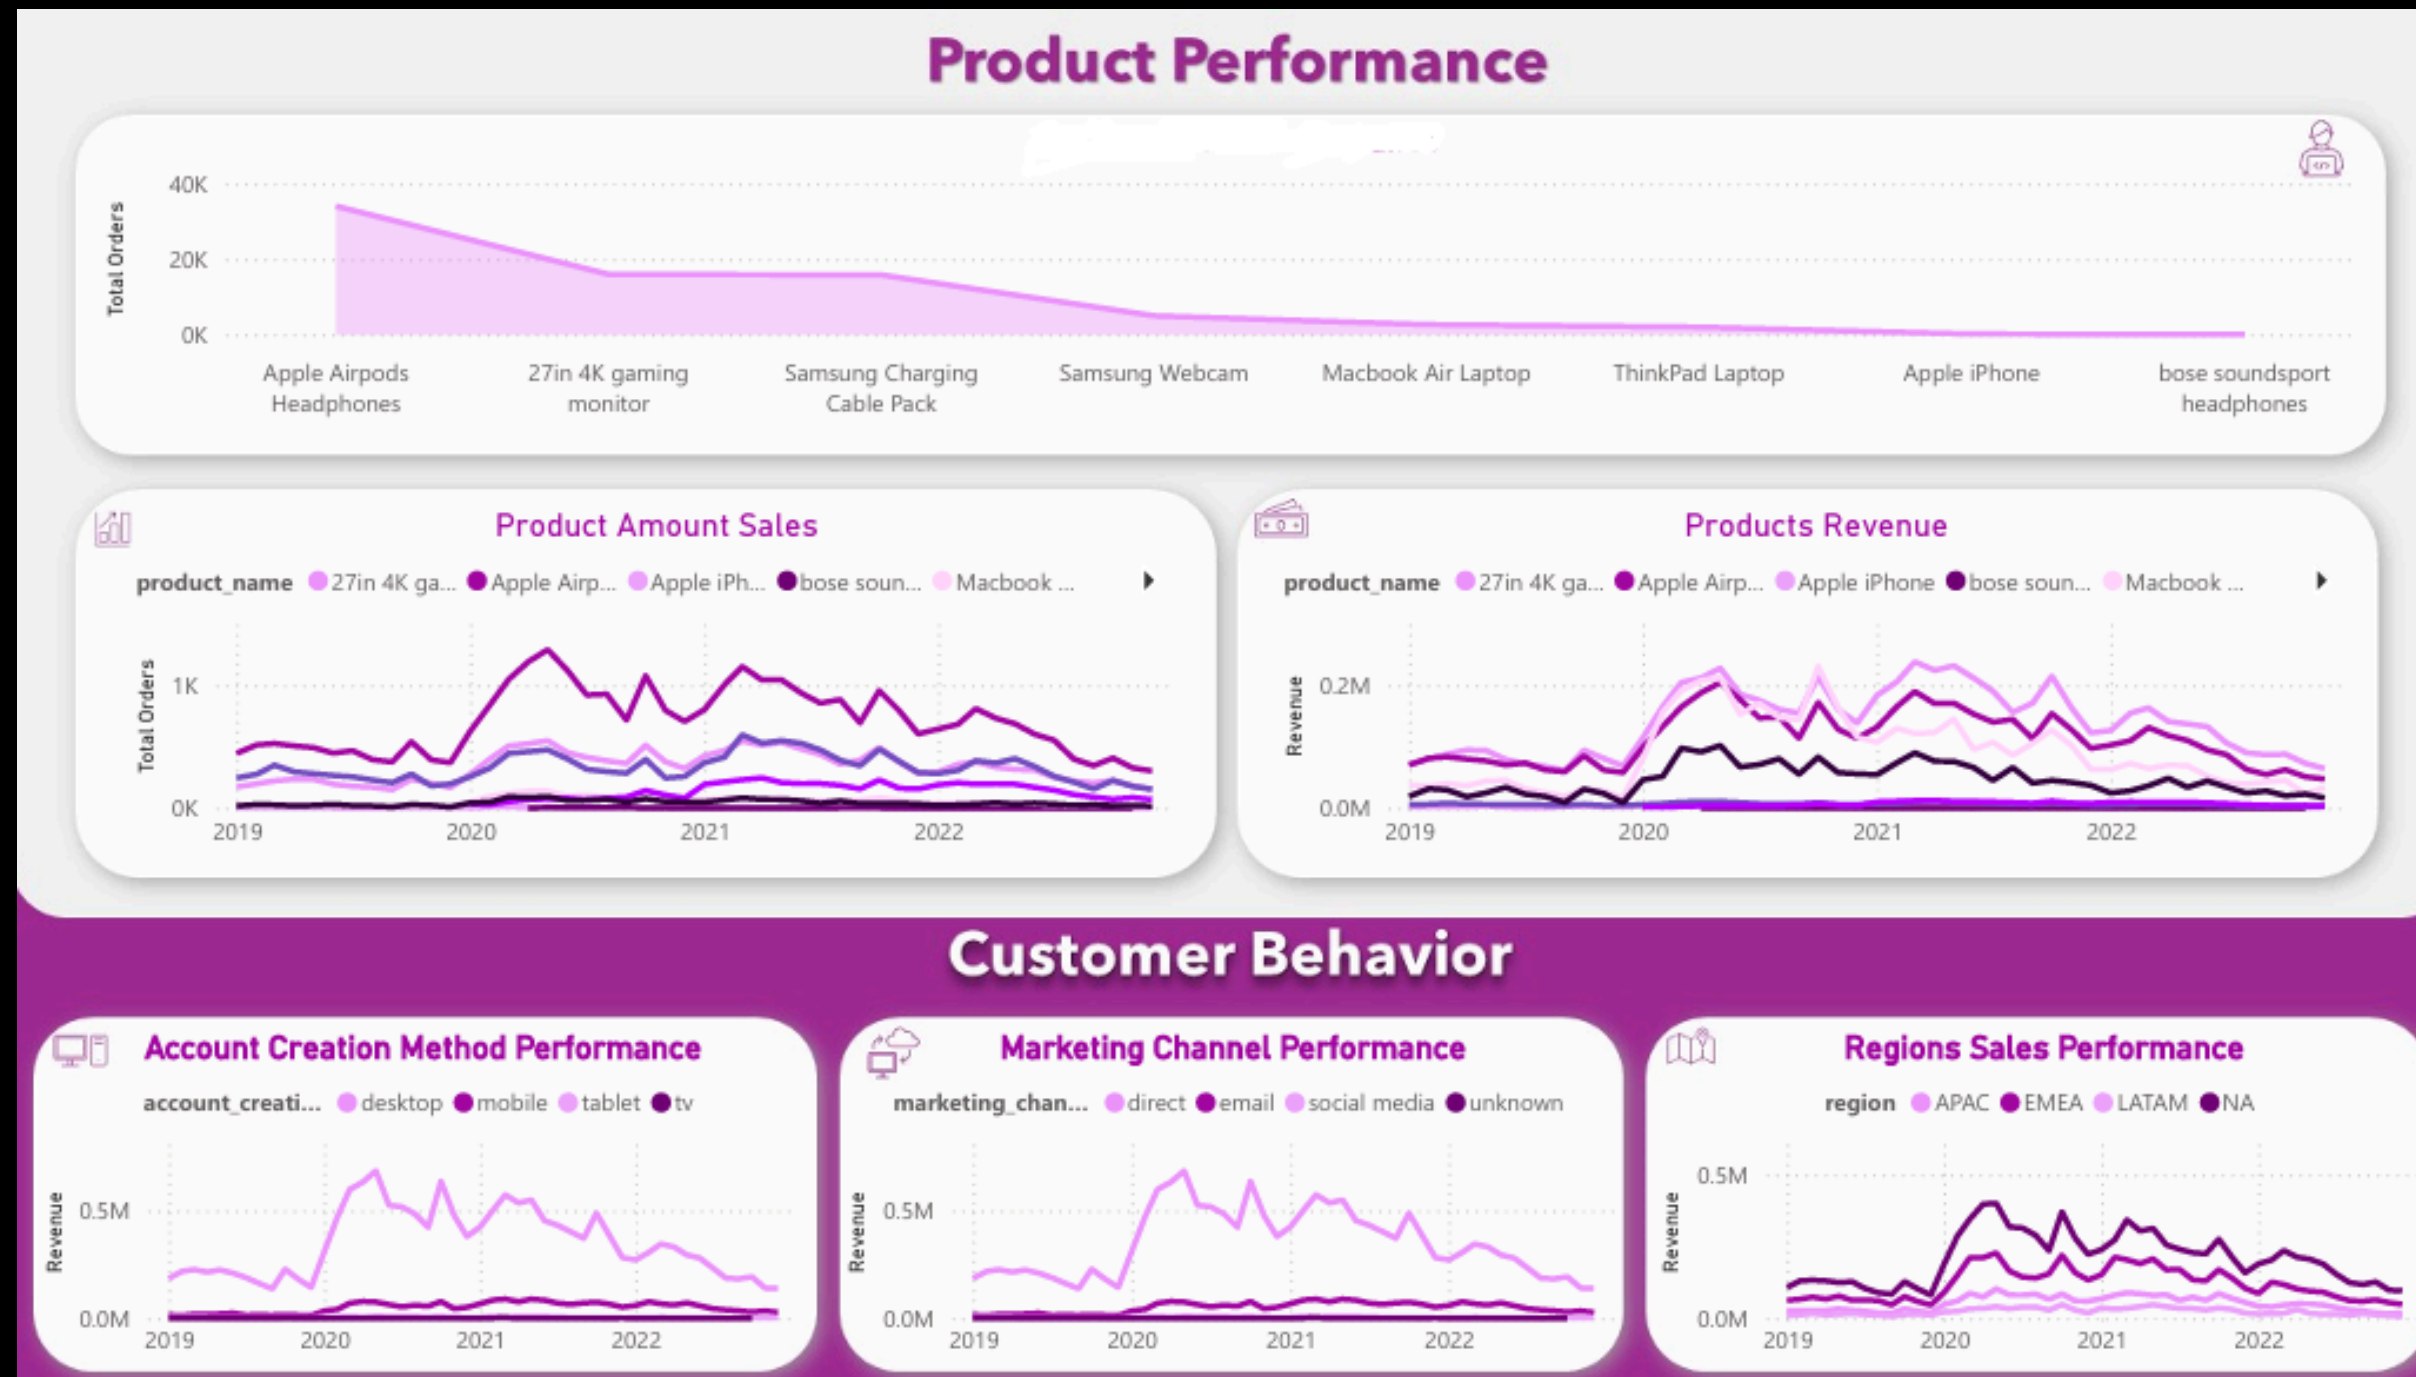 Product Performance
Total Orders
40K
20K
0K
Apple Airpods
Headphones
27in 4K gaming
monitor
Samsung Charging
Cable Pack
Samsung Webcam
Macbook Air Laptop
ThinkPad Laptop
Apple iPhone
bose soundsport
headphones
Product Amount Sales
product_name 27in 4K ga... Apple Airp... Apple iPh... bose soun... Macbook ...
Total Orders
1K
0K
2019 2020 2021 2022
Products Revenue
product_name 27in 4K ga... Apple Airp... Apple iPhone bose soun... Macbook ...
Revenue
0.2M
0.0M
2019 2020 2021 2022
Customer Behavior
Account Creation Method Performance
account_creati... desktop mobile tablet tv
Revenue
0.5M
0.0M
2019 2020 2021 2022
Marketing Channel Performance
marketing_chan... direct email social media unknown
Revenue
0.5M
0.0M
2019 2020 2021 2022
Regions Sales Performance
region APAC EMEA LATAM NA
Revenue
0.5M
0.0M
2019 2020 2021 2022